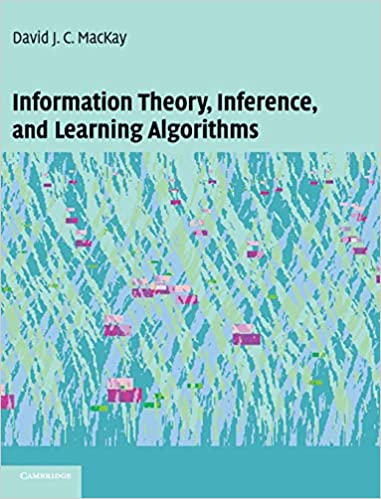 David J. C. MacKay
Information Theory, Inference,
and Learning Algorithms
CAMBRIDGE